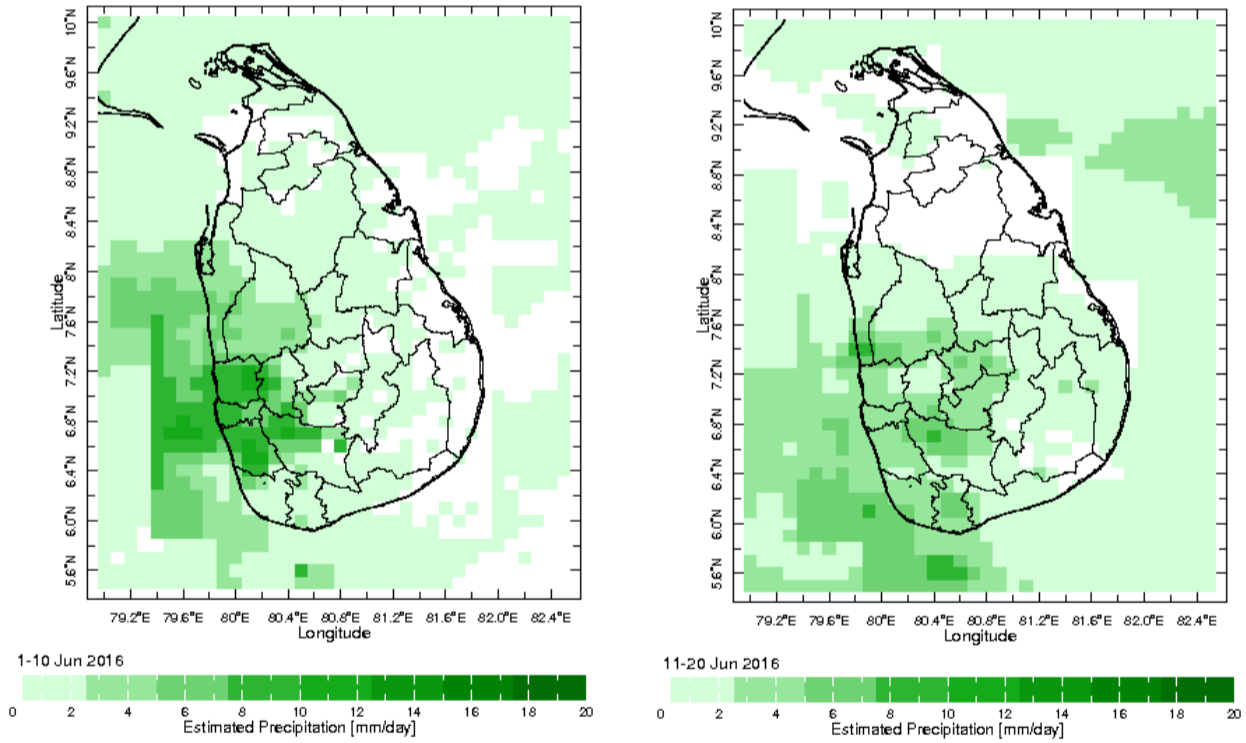 10°N
9.6°N
9.2°N
8.8°N
8.4°N
8°N
7.6°N
7.2°N
6.8°N
6.4°N
6.0°N
5.6°N
Latitude
79.2°E 79.6°E 80°E 80.4°E 80.8°E 81.2°E 81.6°E 82.0°E 82.4°E
Longitude
1-10 Jun 2016
0 2 4 6 8 10 12 14 16 18 20
Estimated Precipitation [mm/day]
10°N
9.6°N
9.2°N
8.8°N
8.4°N
8°N
7.6°N
7.2°N
6.8°N
6.4°N
6.0°N
5.6°N
Latitude
79.2°E 79.6°E 80°E 80.4°E 80.8°E 81.2°E 81.6°E 82.0°E 82.4°E
Longitude
11-20 Jun 2016
0 2 4 6 8 10 12 14 16 18 20
Estimated Precipitation [mm/day]